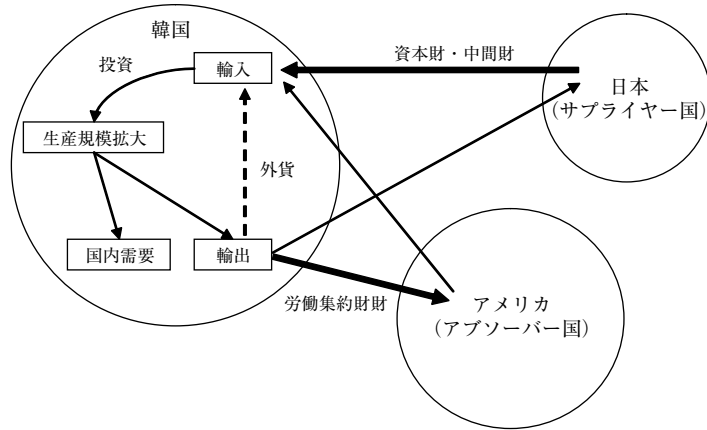 韓国
投資
輸入
資本財・中間財
日本
(サプライヤー国)
生産規模拡大
外貨
国内需要
輸出
労働集約財財
アメリカ
(アブソーバー国)